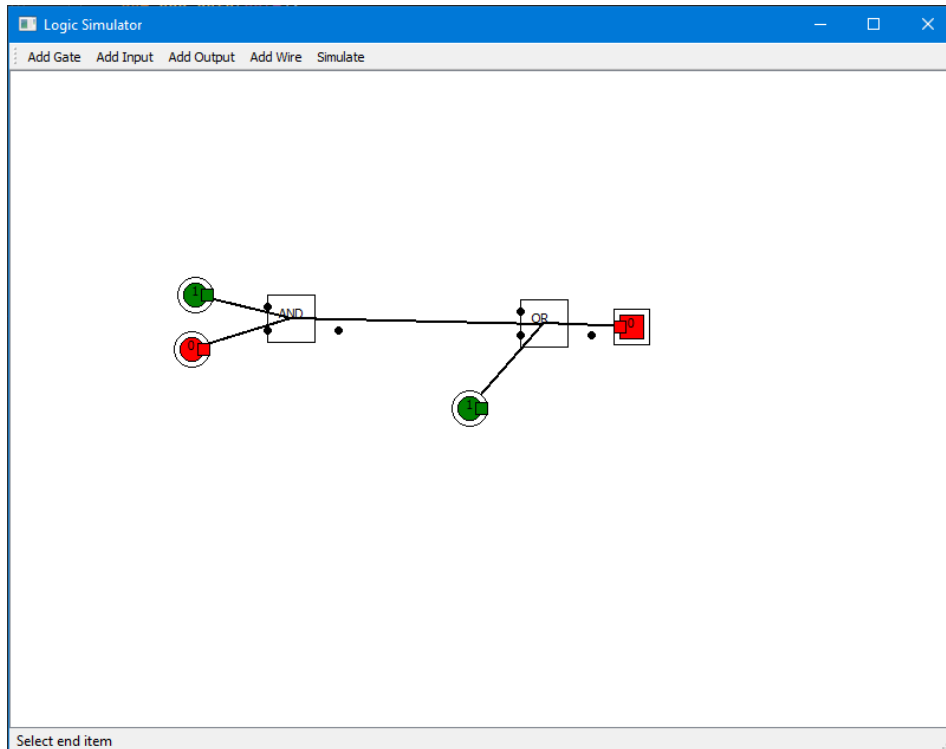 Logic Simulator
Add Gate Add Input Add Output Add Wire Simulate
1
AND
OR
0
0
1
Select end item